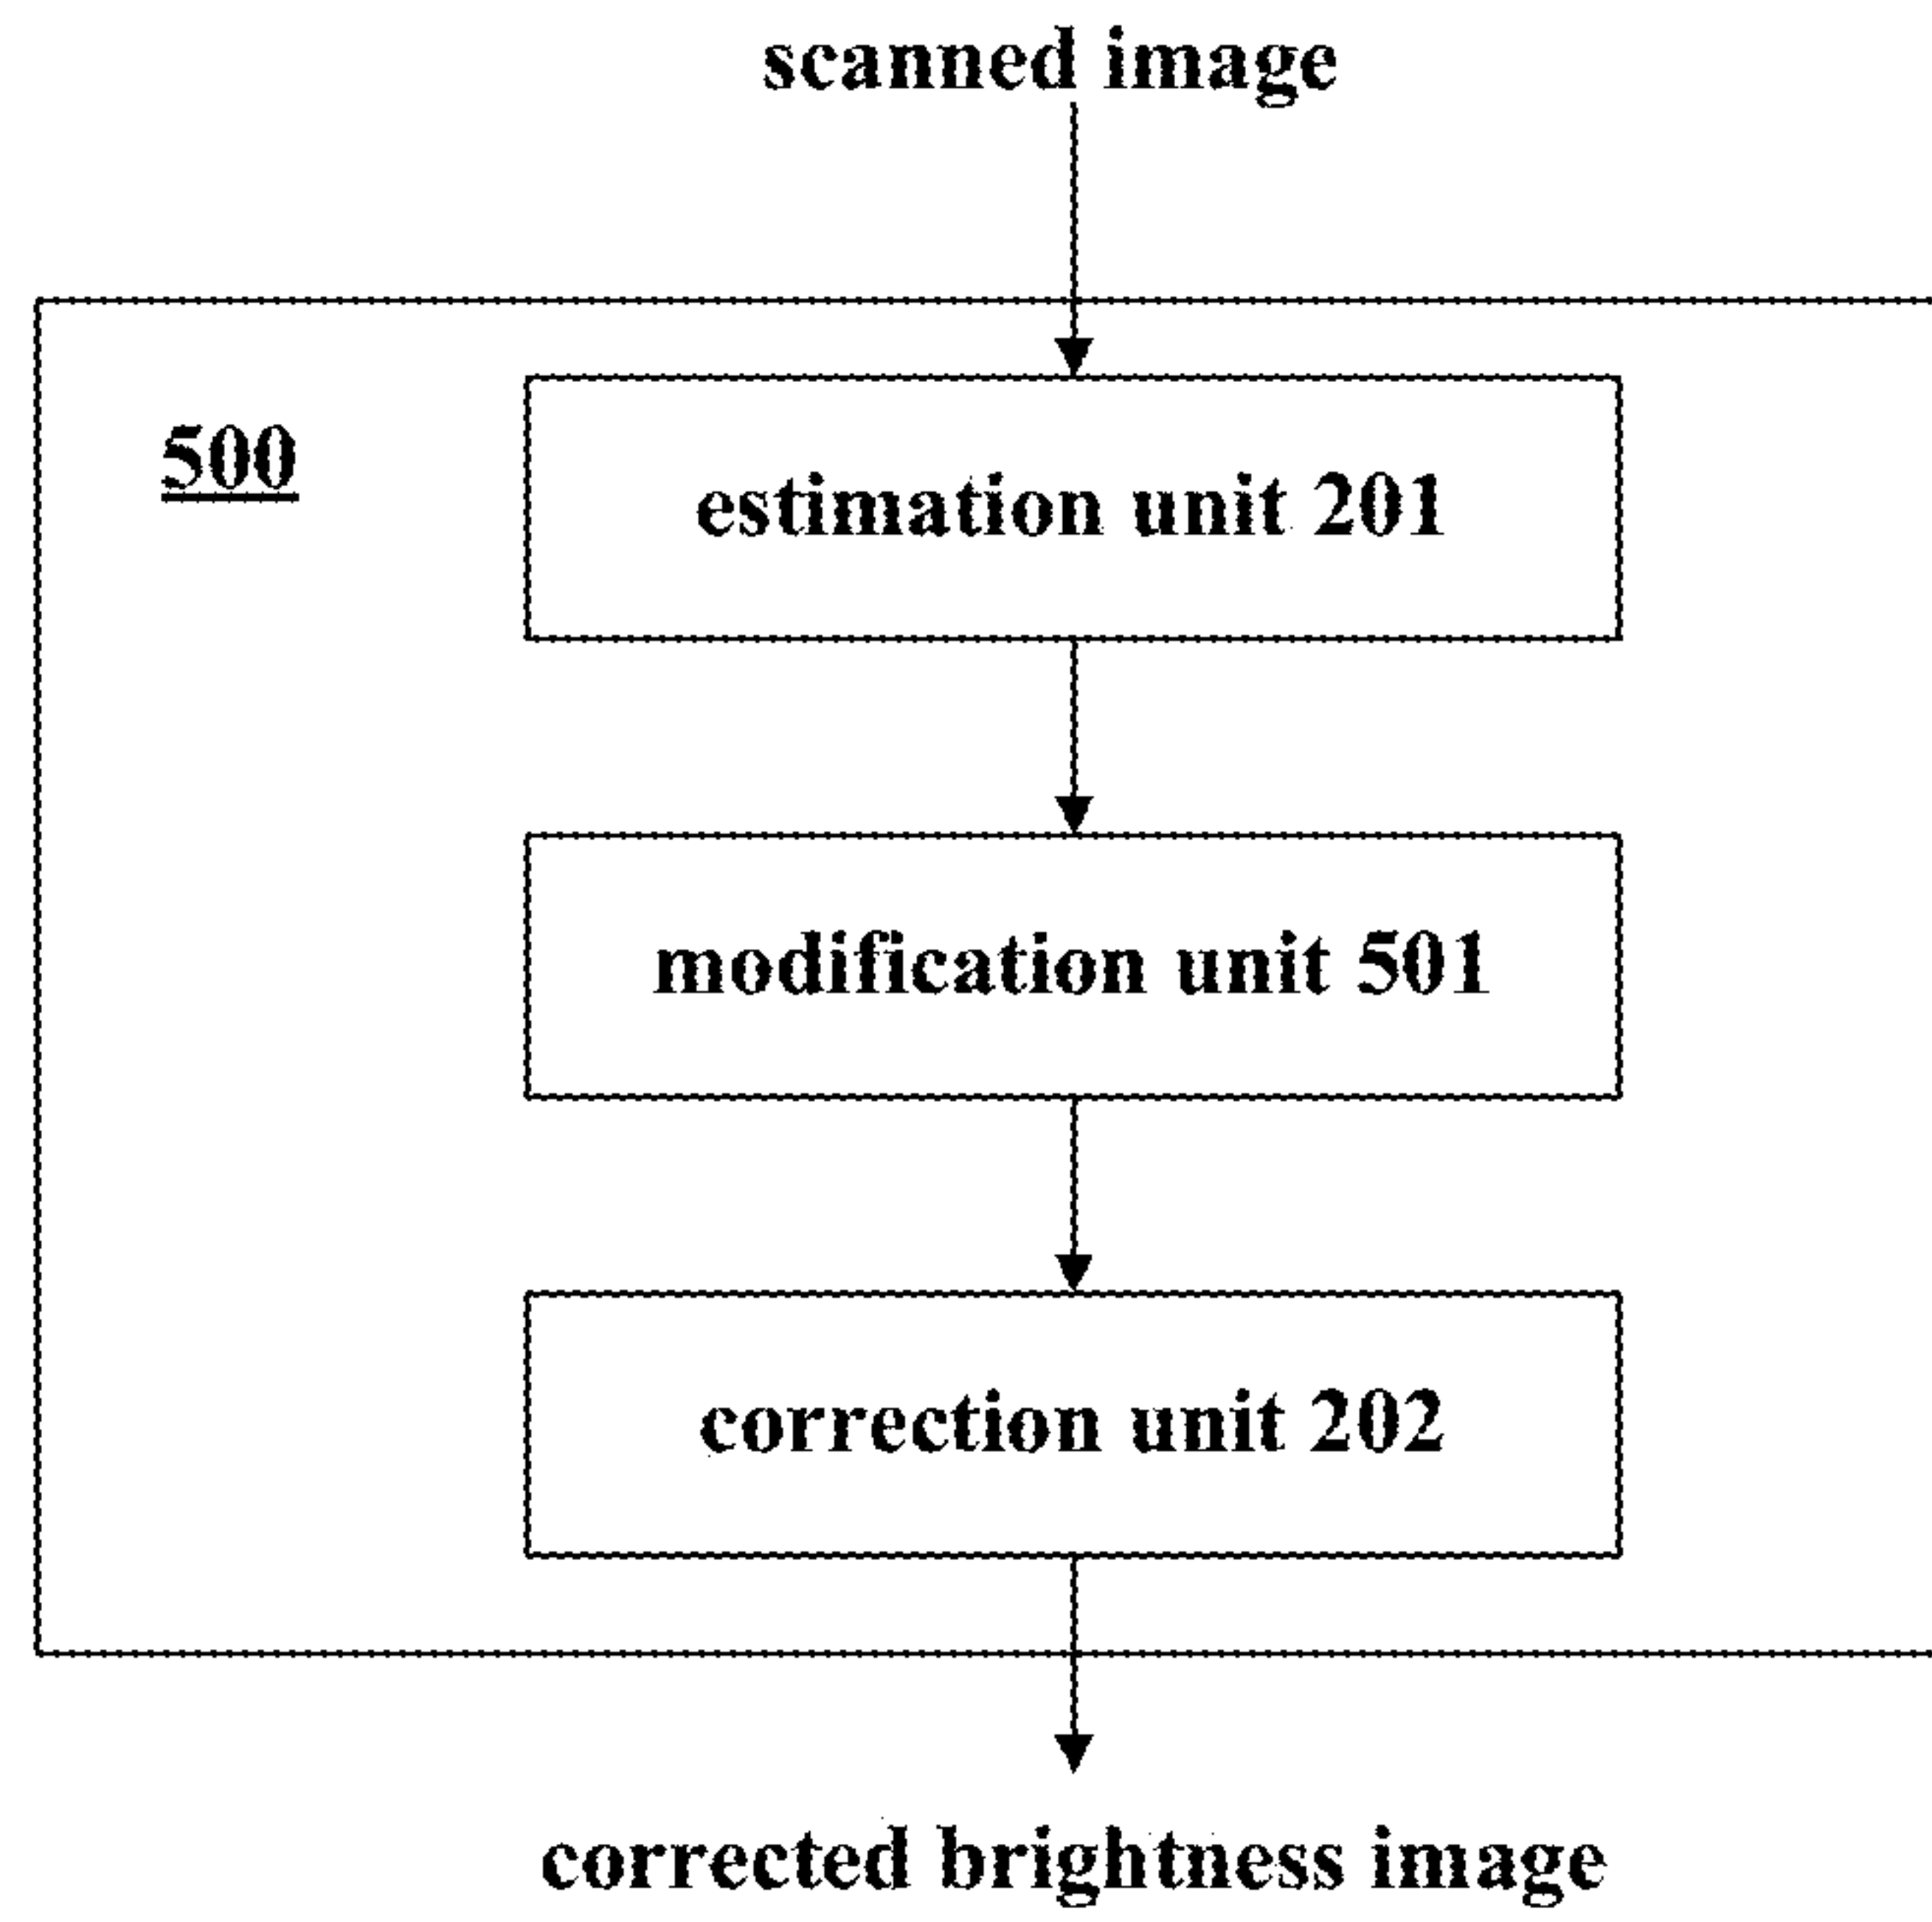 scanned image
500
estimation unit 201
modification unit 501
correction unit 202
corrected brightness image